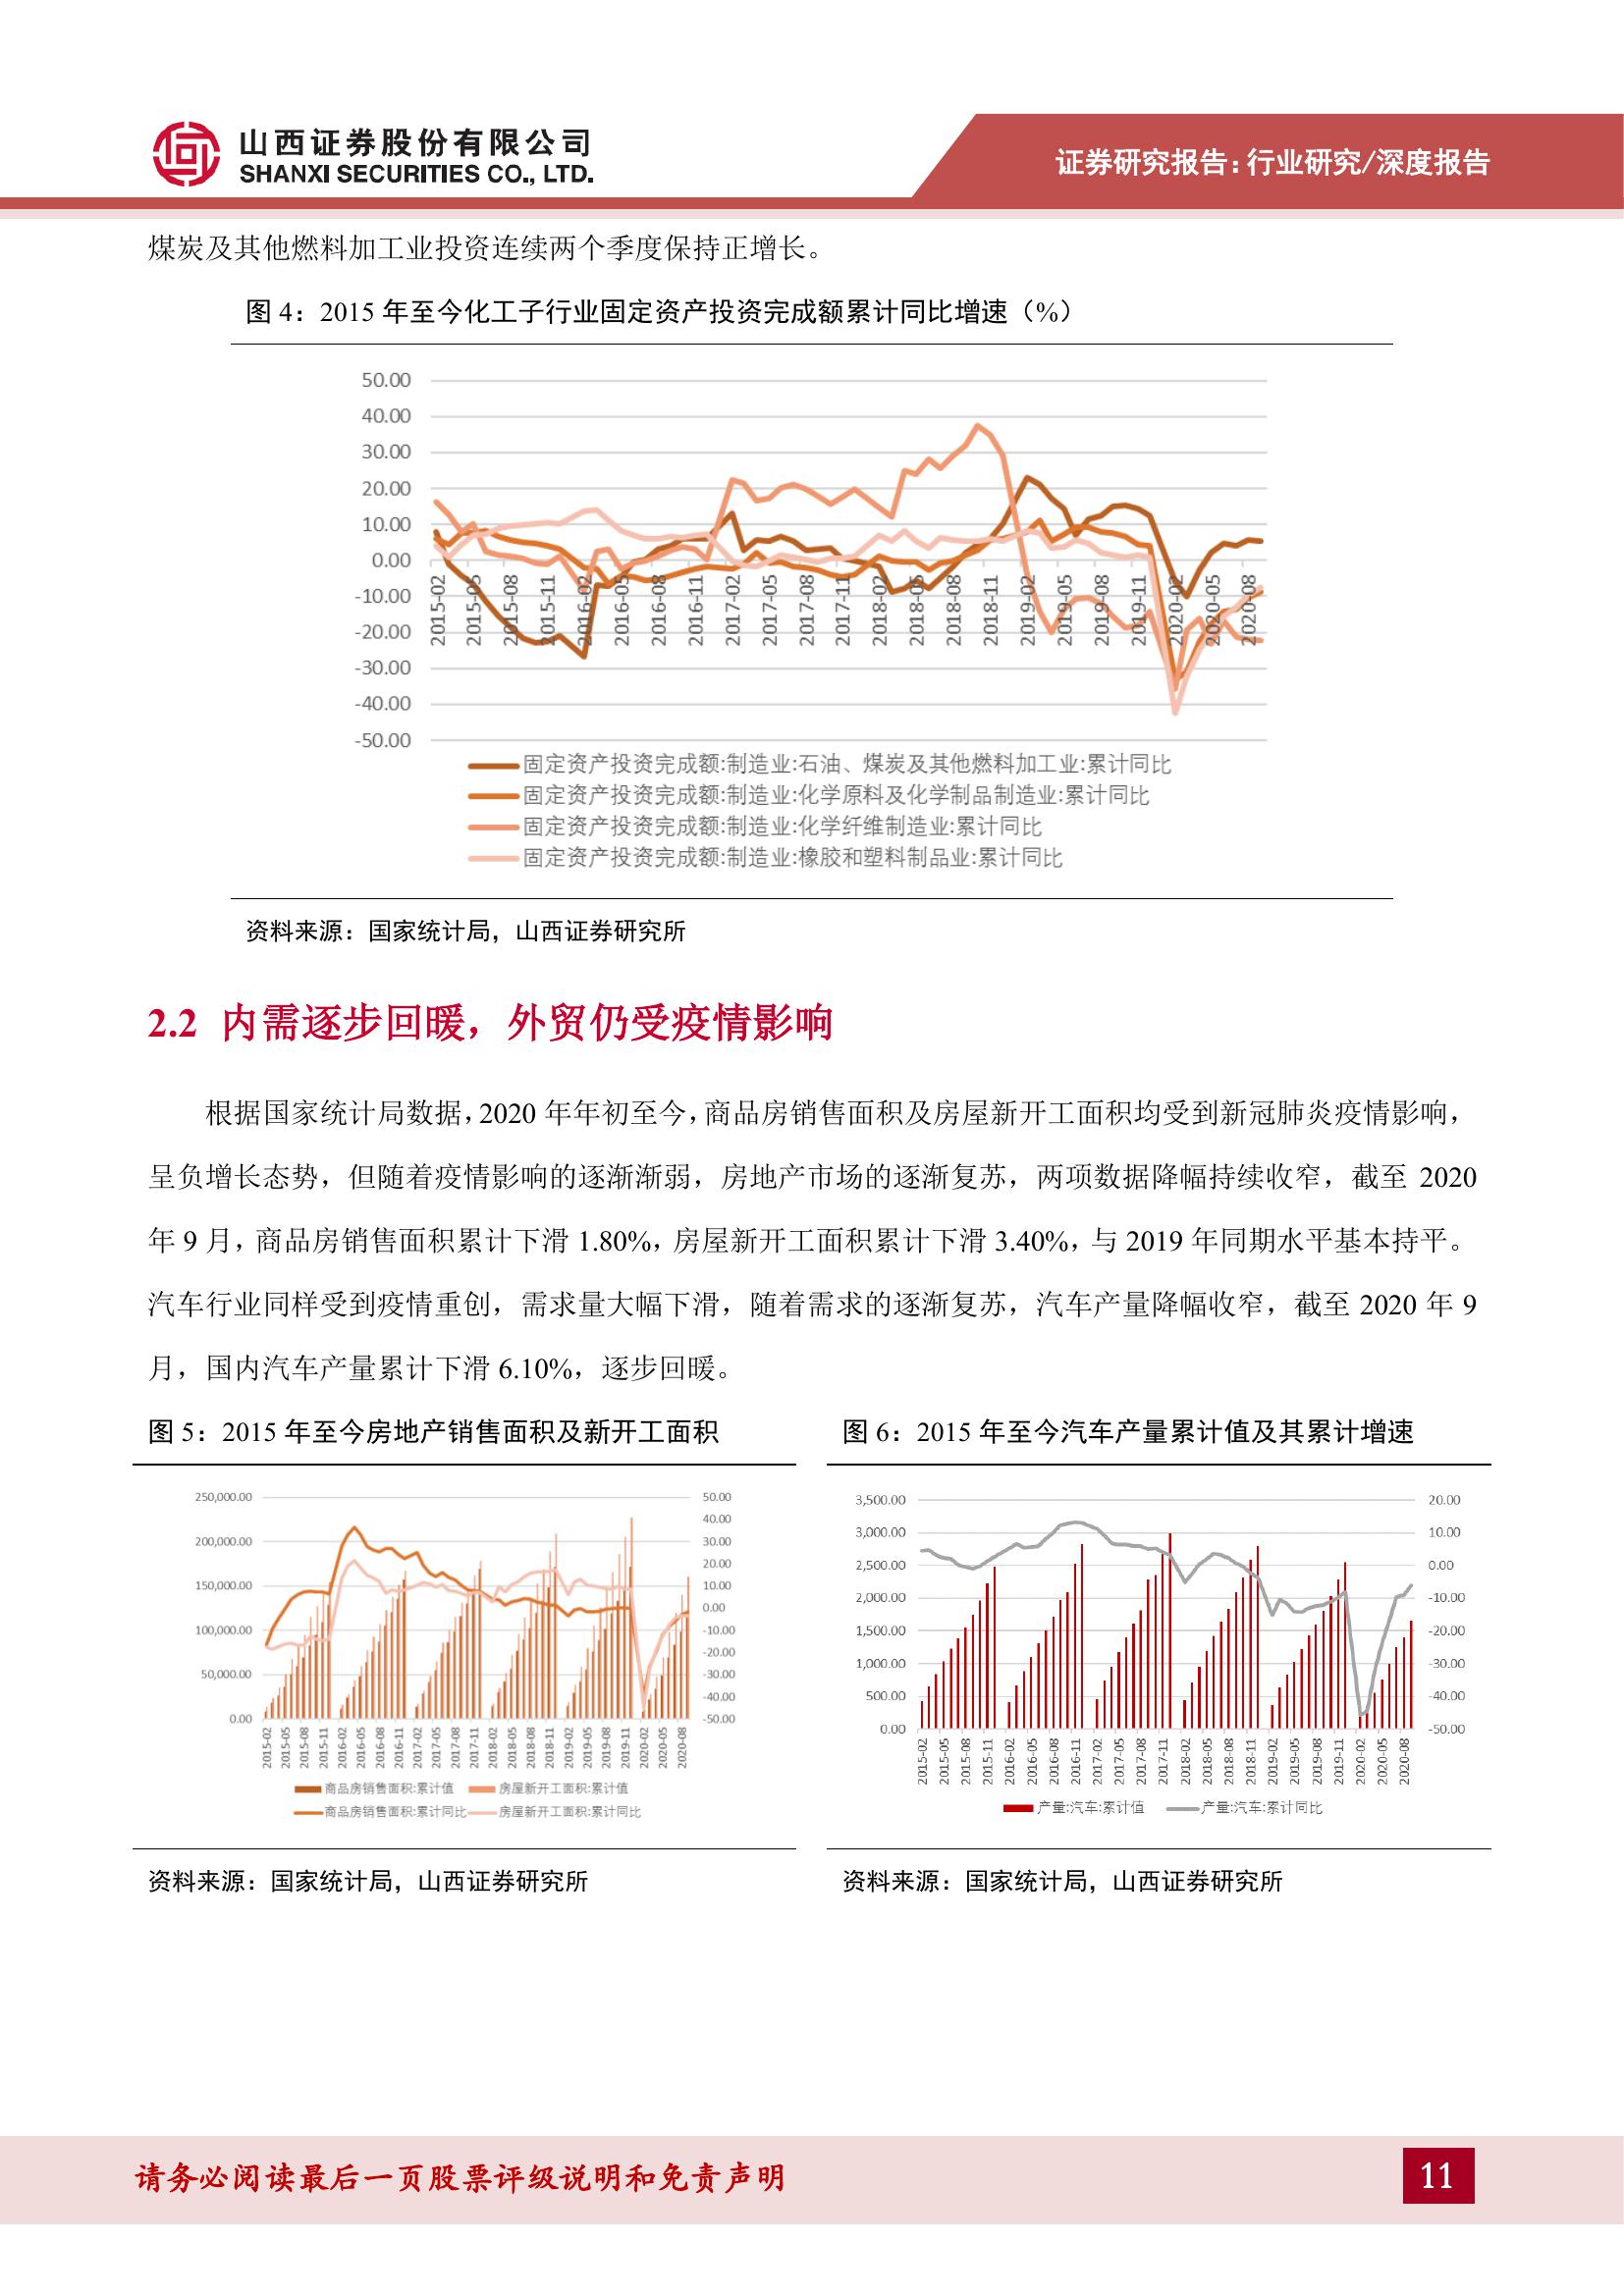 山西证券股份有限公司
SHANXI SECURITIES CO., LTD.
证券研究报告:行业研究/深度报告
煤炭及其他燃料加工业投资连续两个季度保持正增长。
图 4：2015 年至今化工子行业固定资产投资完成额累计同比增速（%）
50.00
40.00
30.00
20.00
10.00
0.00
-10.00
-20.00
-30.00
-40.00
-50.00
2015-02 2015-05 2015-08 2015-11 2016-02 2016-05 2016-08 2016-11 2017-02 2017-05 2017-08 2017-11 2018-02 2018-05 2018-08 2018-11 2019-02 2019-05 2019-08 2019-11 2020-02 2020-05 2020-08
固定资产投资完成额:制造业:石油、煤炭及其他燃料加工业:累计同比
固定资产投资完成额:制造业:化学原料及化学制品制造业:累计同比
固定资产投资完成额:制造业:化学纤维制造业:累计同比
固定资产投资完成额:制造业:橡胶和塑料制品业:累计同比
资料来源：国家统计局，山西证券研究所
2.2 内需逐步回暖，外贸仍受疫情影响
根据国家统计局数据，2020 年年初至今，商品房销售面积及房屋新开工面积均受到新冠肺炎疫情影响，
呈负增长态势，但随着疫情影响的逐渐渐弱，房地产市场的逐渐复苏，两项数据降幅持续收窄，截至 2020
年 9 月，商品房销售面积累计下滑 1.80%，房屋新开工面积累计下滑 3.40%，与 2019 年同期水平基本持平。
汽车行业同样受到疫情重创，需求量大幅下滑，随着需求的逐渐复苏，汽车产量降幅收窄，截至 2020 年 9
月，国内汽车产量累计下滑 6.10%，逐步回暖。
图 5：2015 年至今房地产销售面积及新开工面积
250,000.00
200,000.00
150,000.00
100,000.00
50,000.00
0.00
50.00
40.00
30.00
20.00
10.00
0.00
-10.00
-20.00
-30.00
-40.00
-50.00
2015-02 2015-05 2015-08 2015-11 2016-02 2016-05 2016-08 2016-11 2017-02 2017-05 2017-08 2017-11 2018-02 2018-05 2018-08 2018-11 2019-02 2019-05 2019-08 2019-11 2020-02 2020-05 2020-08
商品房销售面积:累计值 房屋新开工面积:累计值
商品房销售面积:累计同比 房屋新开工面积:累计同比
资料来源：国家统计局，山西证券研究所
图 6：2015 年至今汽车产量累计值及其累计增速
3,500.00
3,000.00
2,500.00
2,000.00
1,500.00
1,000.00
500.00
0.00
20.00
10.00
0.00
-10.00
-20.00
-30.00
-40.00
-50.00
2015-02 2015-05 2015-08 2015-11 2016-02 2016-05 2016-08 2016-11 2017-02 2017-05 2017-08 2017-11 2018-02 2018-05 2018-08 2018-11 2019-02 2019-05 2019-08 2019-11 2020-02 2020-05 2020-08
产量:汽车:累计值 产量:汽车:累计同比
资料来源：国家统计局，山西证券研究所
请务必阅读最后一页股票评级说明和免责声明
11